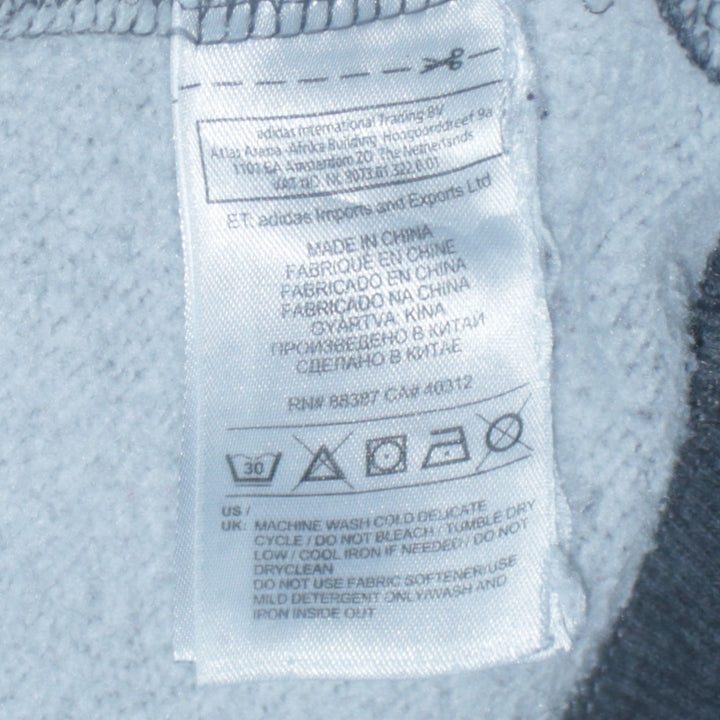 adidas International Trading BV
Atlas Arena -Afrika Building Hoogoorddreef 9a
1101 BA Amsterdam ZO The Netherlands
VAT no. NL 8073.61.322.B.01
ET: adidas Imports and Exports Ltd
MADE IN CHINA
FABRIQUÉ EN CHINE
FABRICADO EN CHINA
FABRICADO NA CHINA
GYÁRTVA: KÍNA
ПРОИЗВЕДЕНО В КИТАЙ
СДЕЛАНО В КИТАЕ
RN# 88387 CA# 40312
30
US /
UK: MACHINE WASH COLD DELICATE
CYCLE / DO NOT BLEACH / TUMBLE DRY
LOW / COOL IRON IF NEEDED / DO NOT
DRYCLEAN
DO NOT USE FABRIC SOFTENER/USE
MILD DETERGENT ONLY/WASH AND
IRON INSIDE OUT